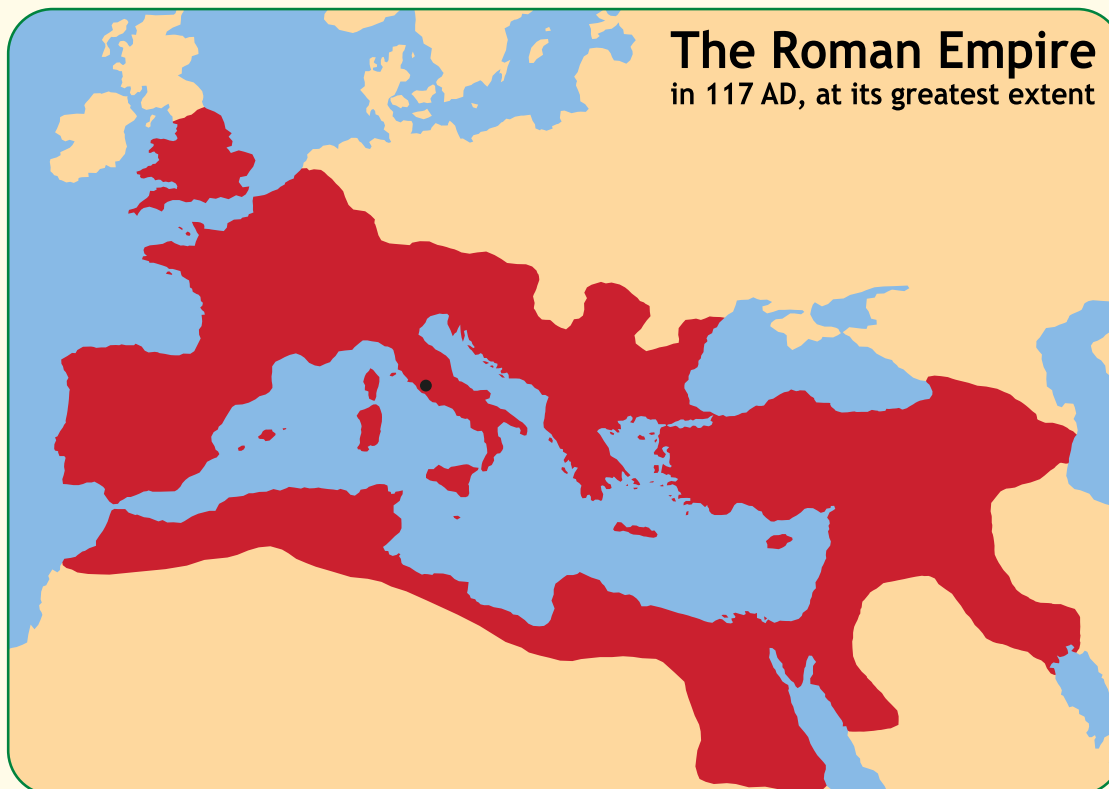 The Roman Empire
in 117 AD, at its greatest extent